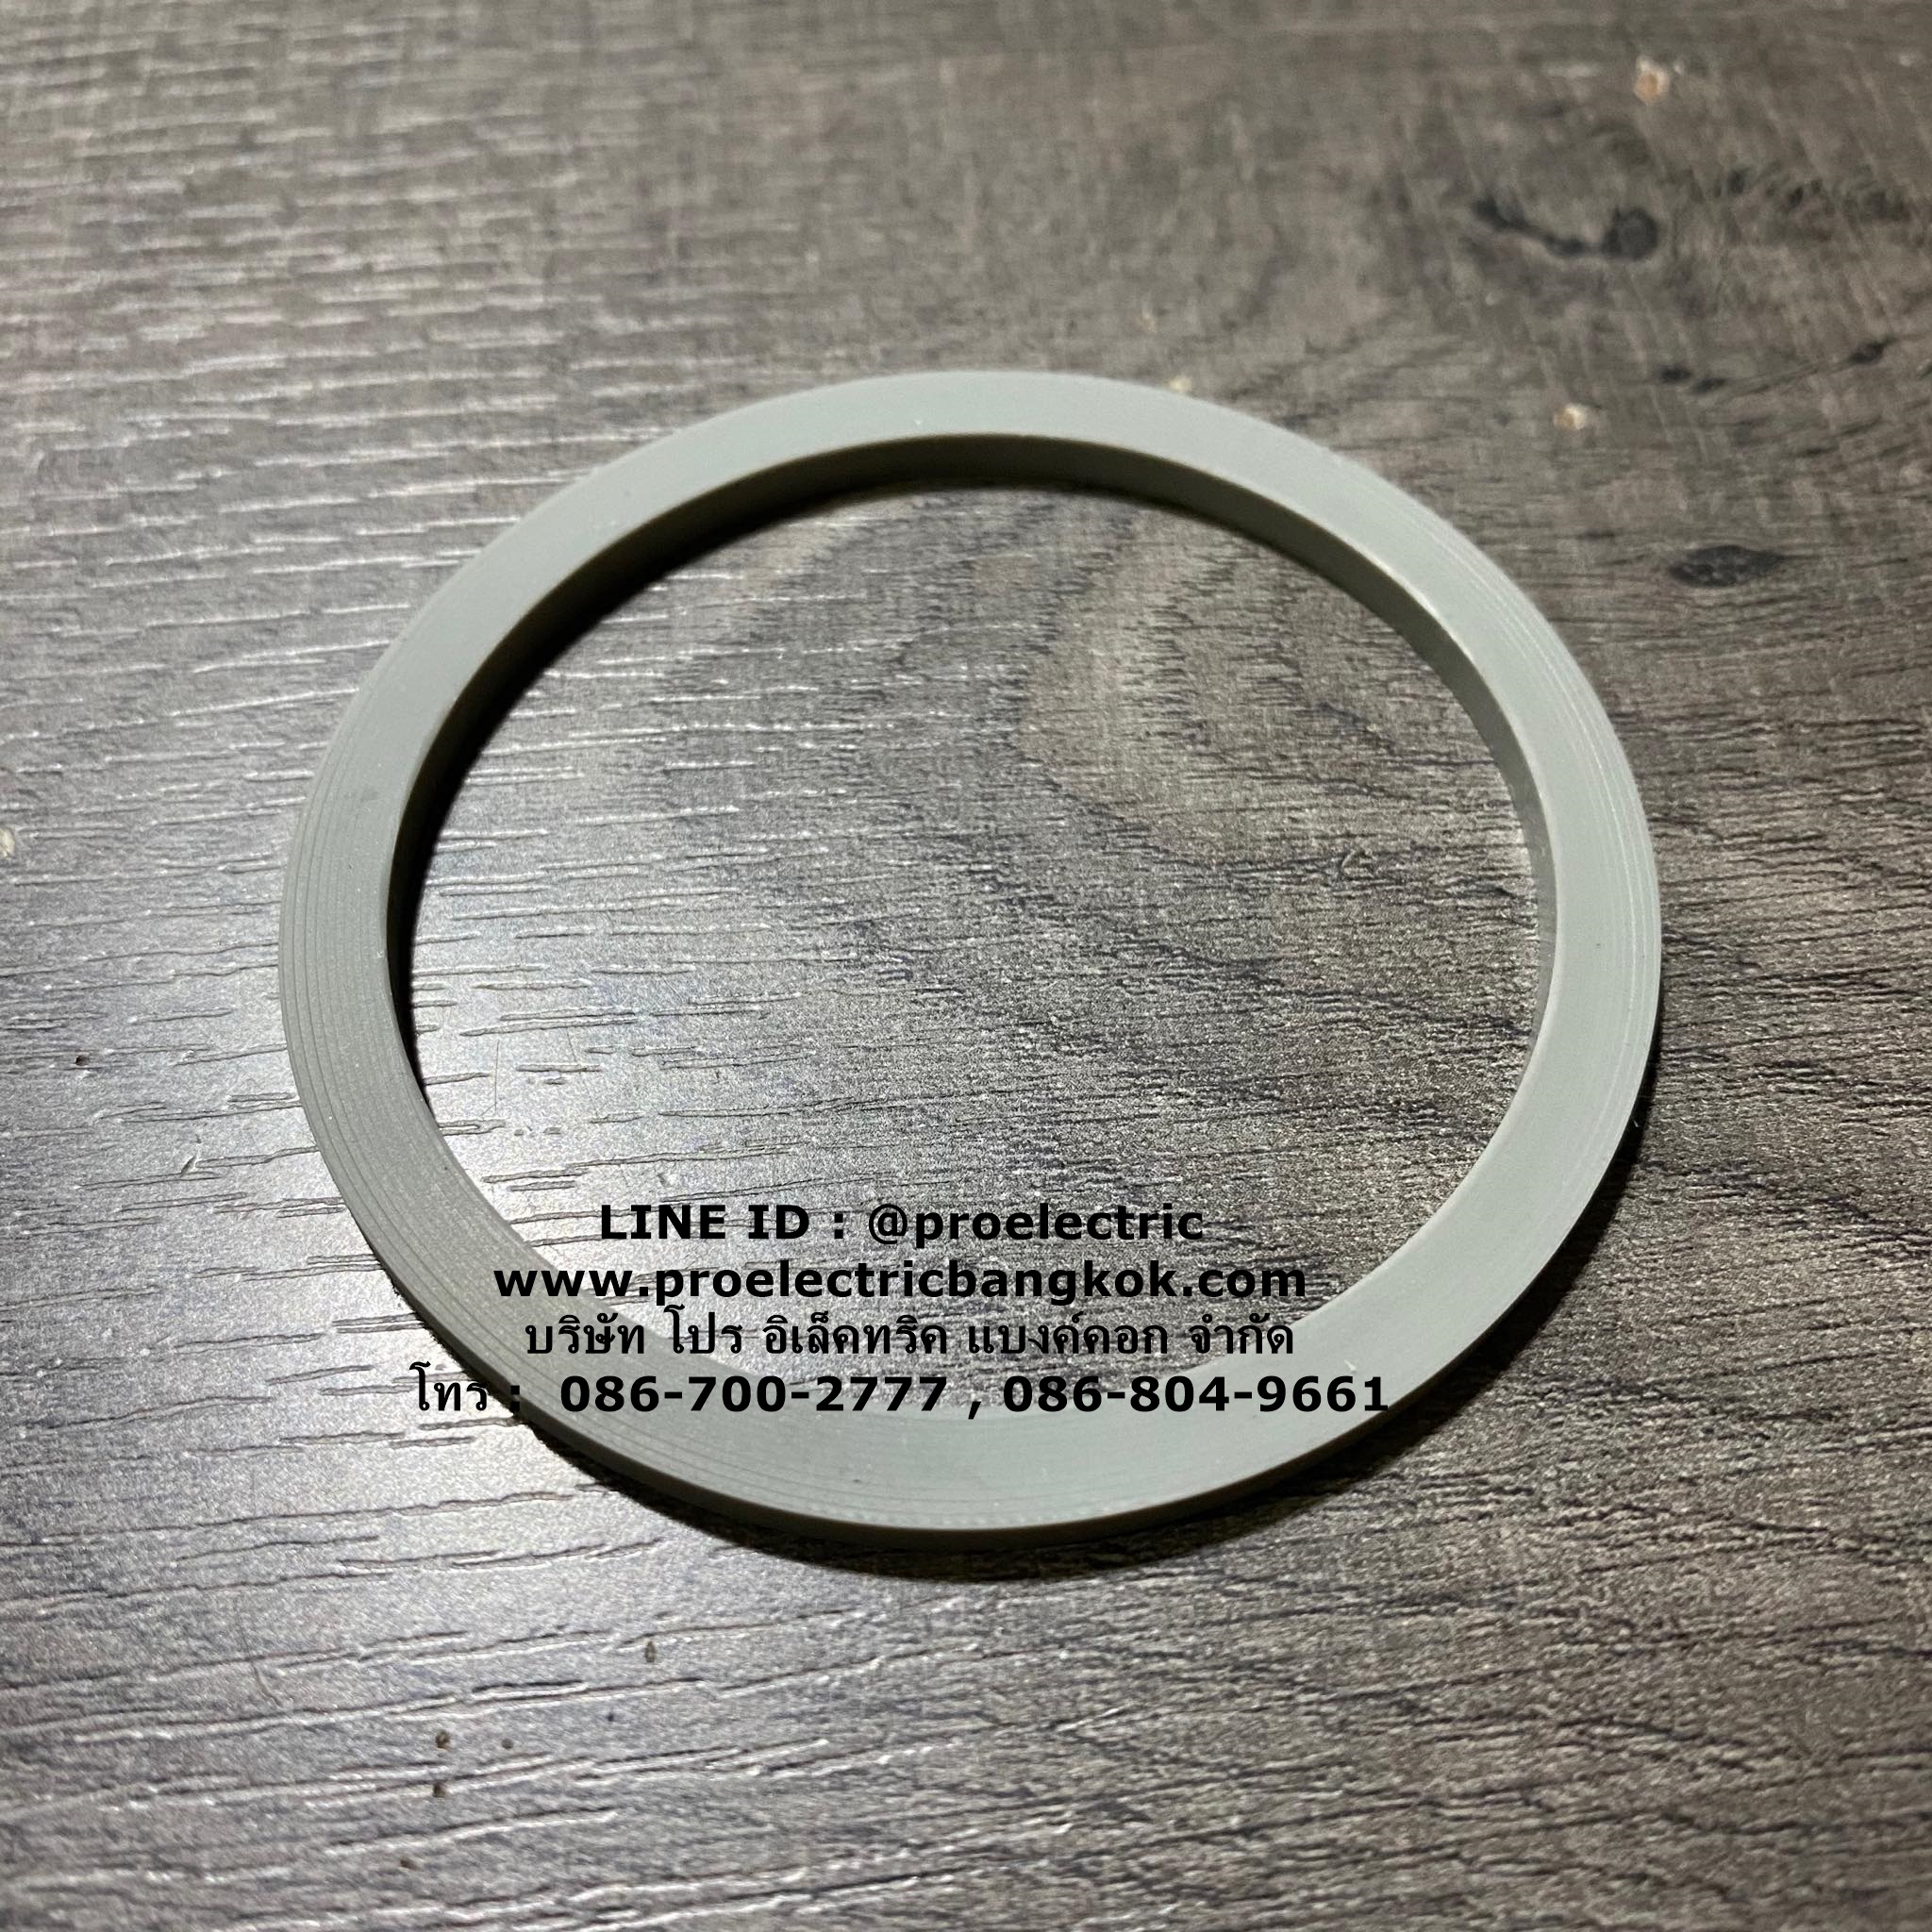 LINE ID : @proelectric
www.proelectricbangkok.com
บริษัท โปร อิเล็คทริค แบงค์คอก จำกัด
โทร : 086-700-2777 , 086-804-9661